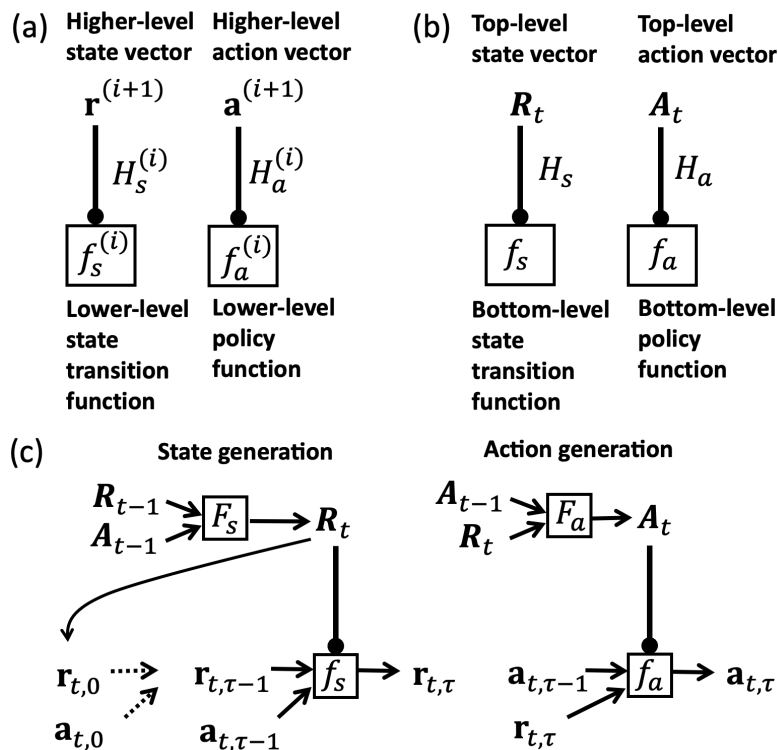 (a) Higher-level state vector
Higher-level action vector
𝐫^(i+1)
𝐚^(i+1)
H_s^(i)
H_a^(i)
f_s^(i)
f_a^(i)
Lower-level state transition function
Lower-level policy function
(b) Top-level state vector
Top-level action vector
R_t
A_t
H_s
H_a
f_s
f_a
Bottom-level state transition function
Bottom-level policy function
(c) State generation
R_{t−1}
A_{t−1}
F_s
R_t
r_{t,0}
a_{t,0}
r_{t,τ−1}
a_{t,τ−1}
f_s
r_{t,τ}
Action generation
A_{t−1}
R_t
F_a
A_t
a_{t,τ−1}
r_{t,τ}
f_a
a_{t,τ}